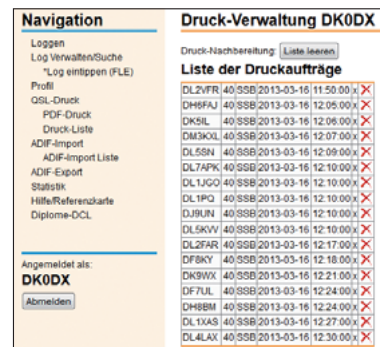 Navigation
Loggen
Log Verwalten/Suche
*Log eintippen (FLE)
Profil
QSL-Druck
PDF-Druck
Druck-Liste
ADIF-Import
ADIF-Import Liste
ADIF-Export
Statistik
Hilfe/Referenzkarte
Diplome-DCL
Angemeldet als:
DK0DX
Abmelden
Druck-Verwaltung DK0DX
Druck-Nachbereitung: Liste leeren
Liste der Druckaufträge
DL2VFR 40 SSB 2013-03-16 11:50:00 x
DH6FAJ 40 SSB 2013-03-16 12:05:00 x
DK5IL 40 SSB 2013-03-16 12:06:00 x
DM3KXL 40 SSB 2013-03-16 12:07:00 x
DL5SN 40 SSB 2013-03-16 12:09:00 x
DL7APK 40 SSB 2013-03-16 12:10:00 x
DL1JGO 40 SSB 2013-03-16 12:10:00 x
DL1PQ 40 SSB 2013-03-16 12:10:00 x
DJ9UN 40 SSB 2013-03-16 12:10:00 x
DL5KVV 40 SSB 2013-03-16 12:10:00 x
DL2FAR 40 SSB 2013-03-16 12:17:00 x
DF8KY 40 SSB 2013-03-16 12:18:00 x
DK9WX 40 SSB 2013-03-16 12:21:00 x
DF7UL 40 SSB 2013-03-16 12:24:00 x
DH8BM 40 SSB 2013-03-16 12:24:00 x
DL1XAS 40 SSB 2013-03-16 12:27:00 x
DL4LAX 40 SSB 2013-03-16 12:30:00 x